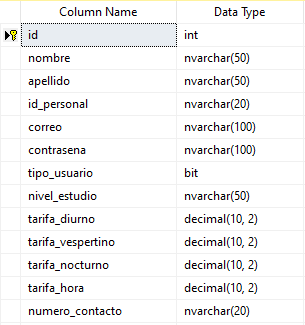 Column Name Data Type
id int
nombre nvarchar(50)
apellido nvarchar(50)
id_personal nvarchar(20)
correo nvarchar(100)
contrasena nvarchar(100)
tipo_usuario bit
nivel_estudio nvarchar(50)
tarifa_diurno decimal(10, 2)
tarifa_vespertino decimal(10, 2)
tarifa_nocturno decimal(10, 2)
tarifa_hora decimal(10, 2)
numero_contacto nvarchar(20)